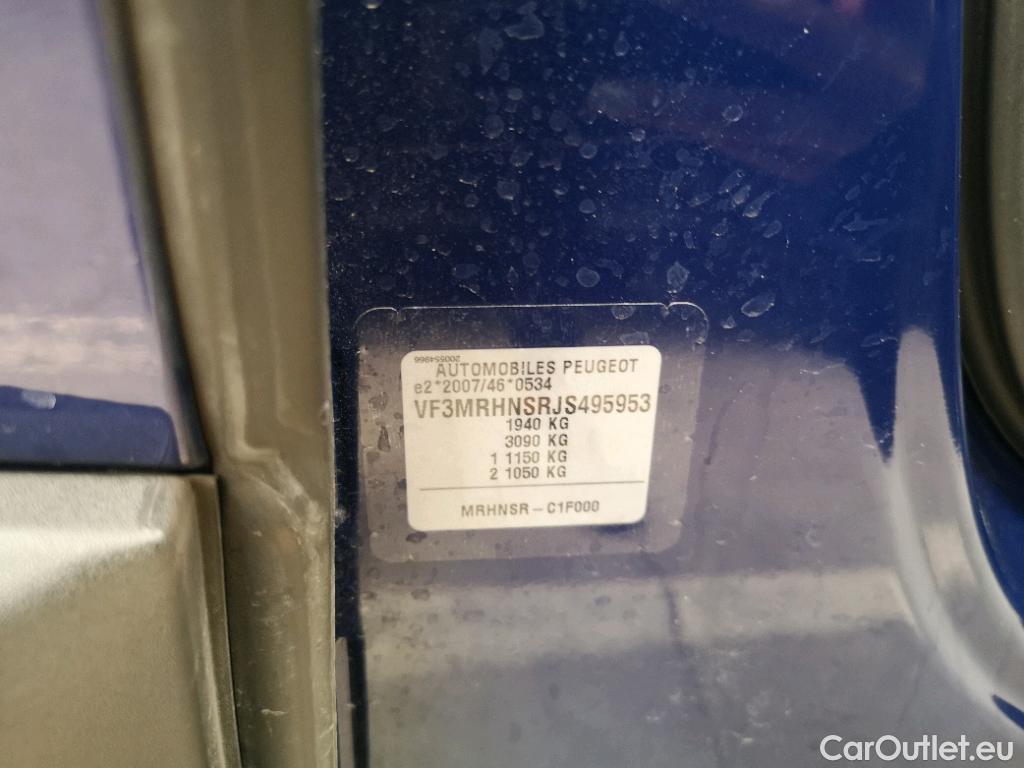 200554966
AUTOMOBILES PEUGEOT
e2*2007/46*0534
VF3MRHNSRJS495953
1940 KG
3090 KG
1 1150 KG
2 1050 KG
MRHNSR - C1F000
CarOutlet.eu